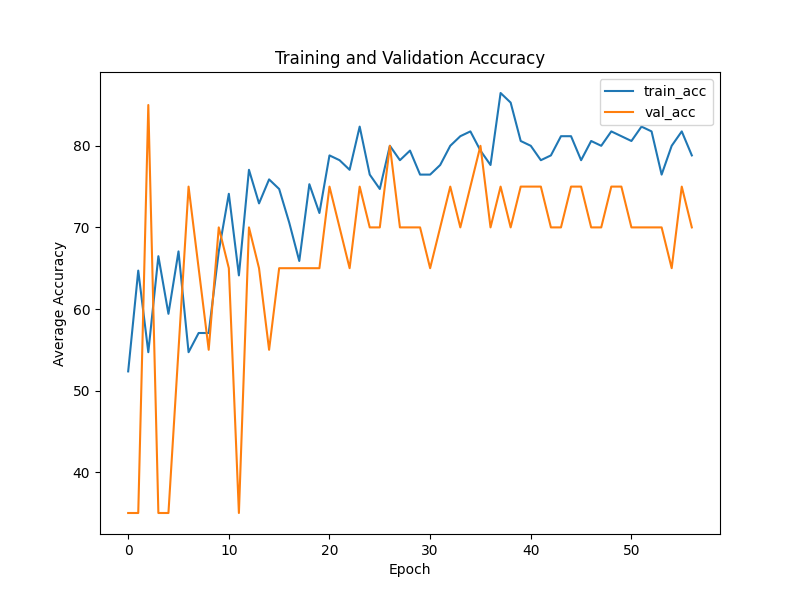 Training and Validation Accuracy
train_acc
val_acc
80
70
60
50
40
Average Accuracy
0 10 20 30 40 50
Epoch